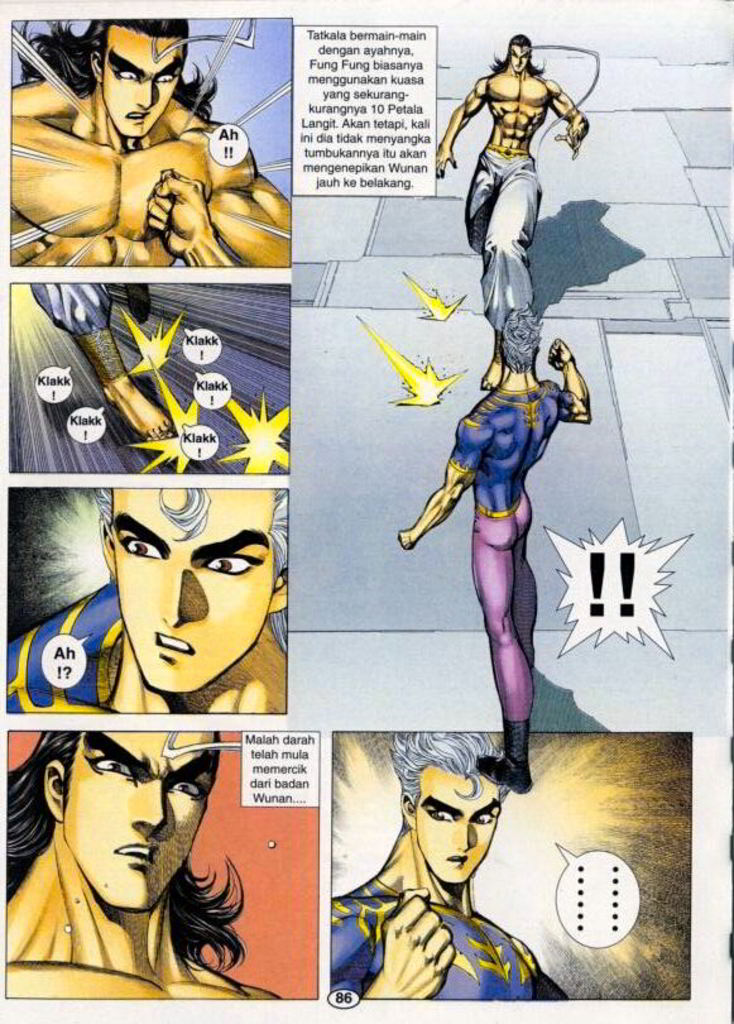 Ah
!!
Tatkala bermain-main
dengan ayahnya,
Fung Fung biasanya
menggunakan kuasa
yang sekurang-
kurangnya 10 Petala
Langit. Akan tetapi, kali
ini dia tidak menyangka
tumbukannya itu akan
mengenepikan Wunan
jauh ke belakang.
Klakk
!
Klakk
!
Klakk
!
Klakk
!
Klakk
!
!!
Ah
!?
Malah darah
telah mula
memercik
dari badan
Wunan....
......
......
86